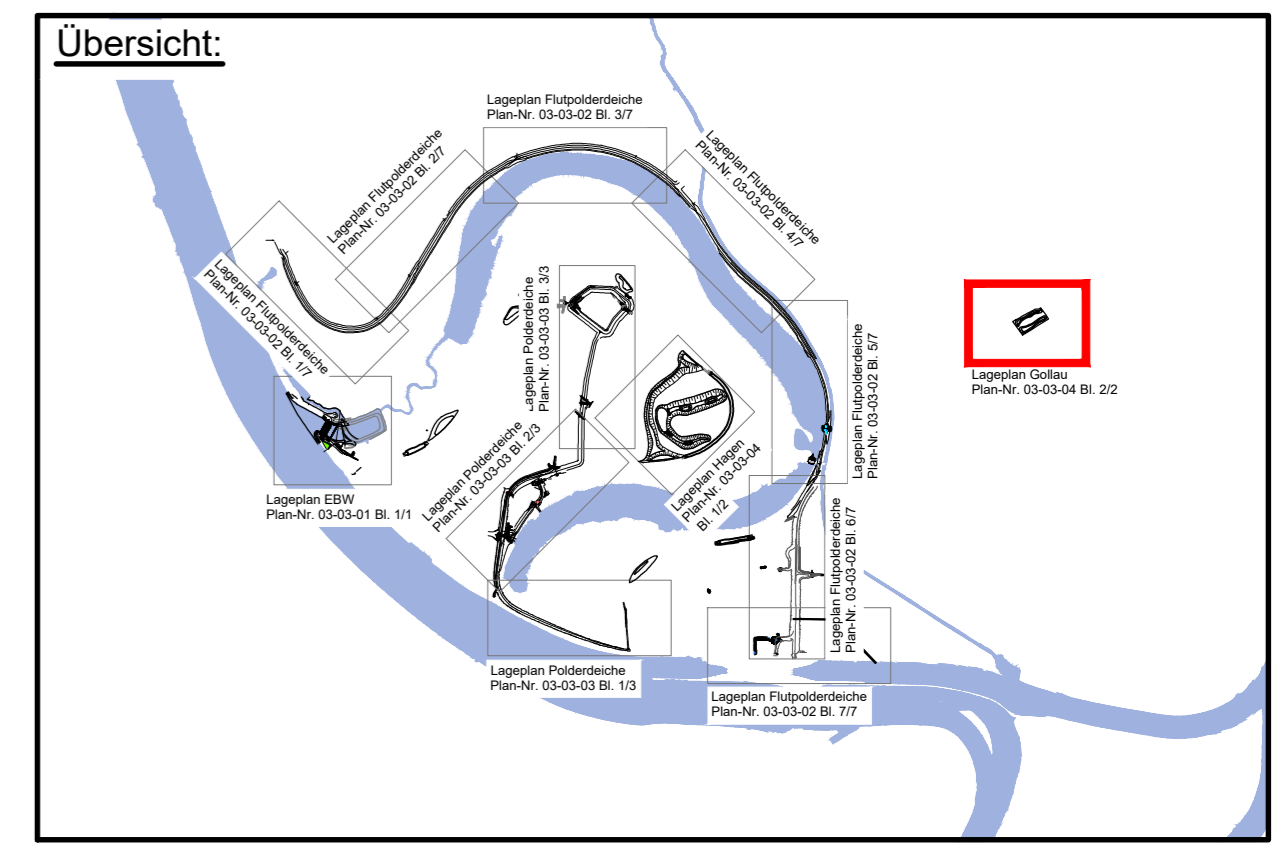 Übersicht:
Lageplan Flutpolderdeiche
Plan-Nr. 03-03-02 Bl. 3/7
Lageplan Flutpolderdeiche
Plan-Nr. 03-03-02 Bl. 2/7
Lageplan Flutpolderdeiche
Plan-Nr. 03-03-02 Bl. 4/7
Lageplan Flutpolderdeiche
Plan-Nr. 03-03-02 Bl. 1/7
Lageplan Polderdeiche
Plan-Nr. 03-03-03 Bl. 3/3
Lageplan Flutpolderdeiche
Plan-Nr. 03-03-02 Bl. 5/7
Lageplan Gollau
Plan-Nr. 03-03-04 Bl. 2/2
Lageplan EBW
Plan-Nr. 03-03-01 Bl. 1/1
Lageplan Polderdeiche
Plan-Nr. 03-03-03 Bl. 2/3
Lageplan Hagen
Plan-Nr. 03-03-04
Bl. 1/2
Lageplan Flutpolderdeiche
Plan-Nr. 03-03-02 Bl. 6/7
Lageplan Polderdeiche
Plan-Nr. 03-03-03 Bl. 1/3
Lageplan Flutpolderdeiche
Plan-Nr. 03-03-02 Bl. 7/7